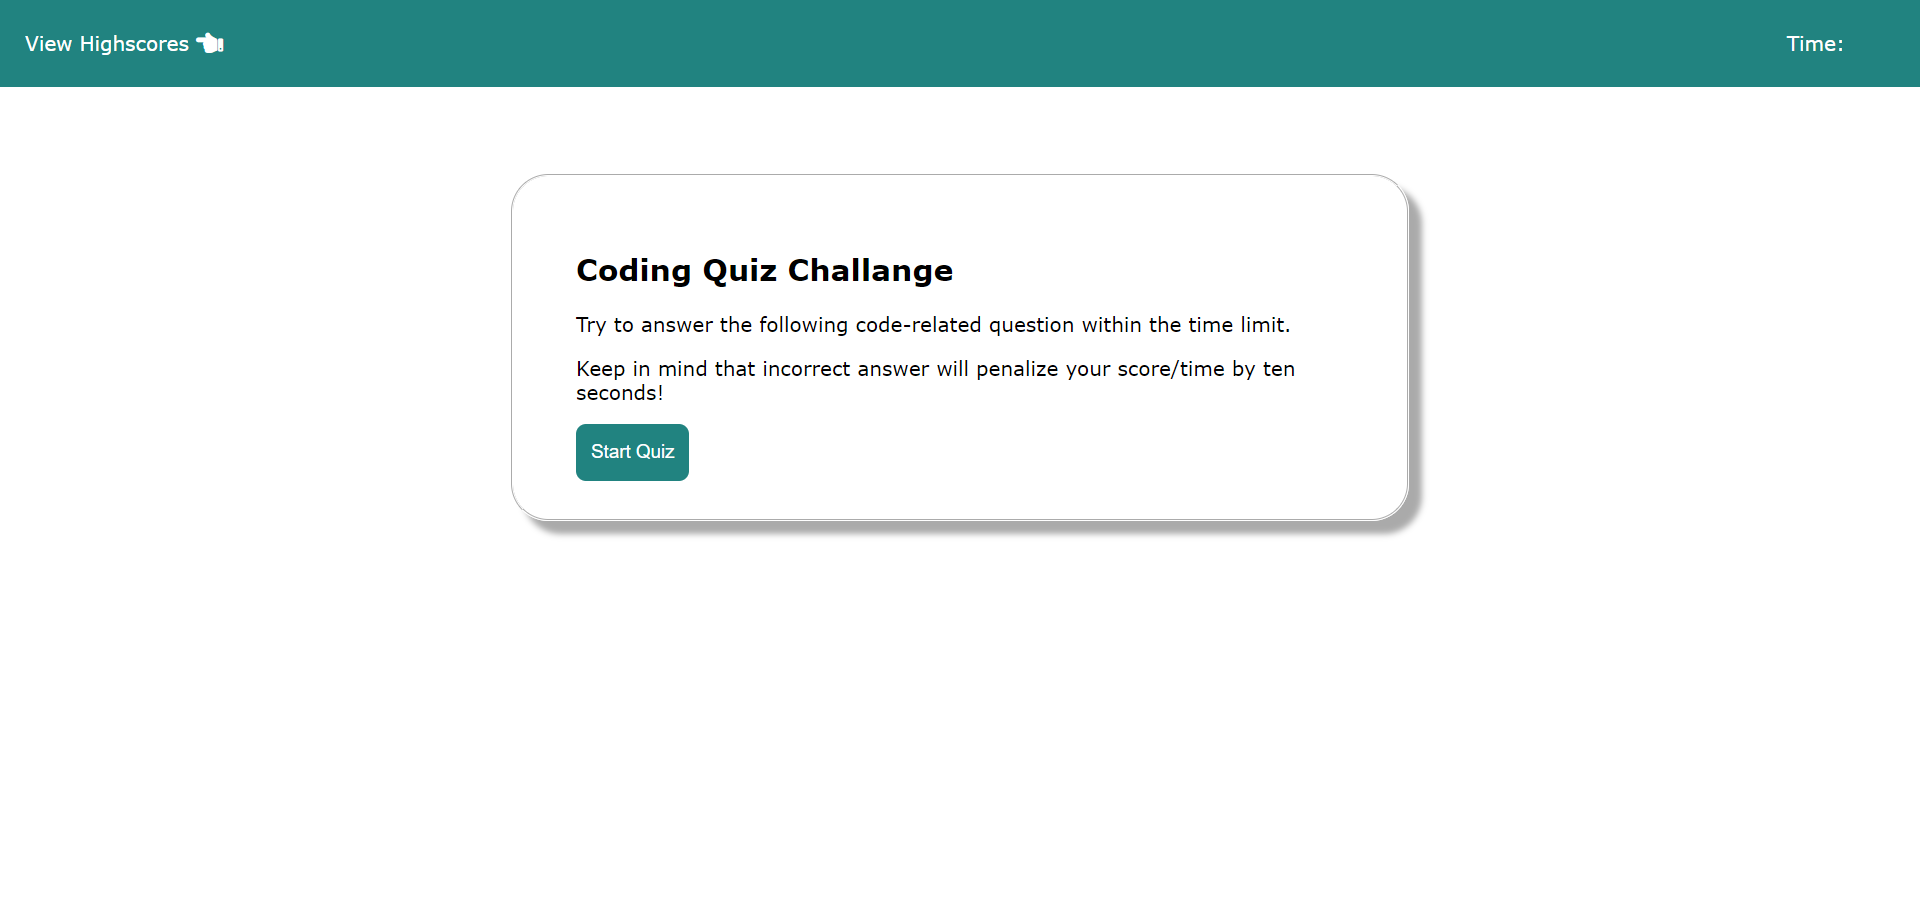 View Highscores
Time:
Coding Quiz Challange
Try to answer the following code-related question within the time limit.
Keep in mind that incorrect answer will penalize your score/time by ten
seconds!
Start Quiz